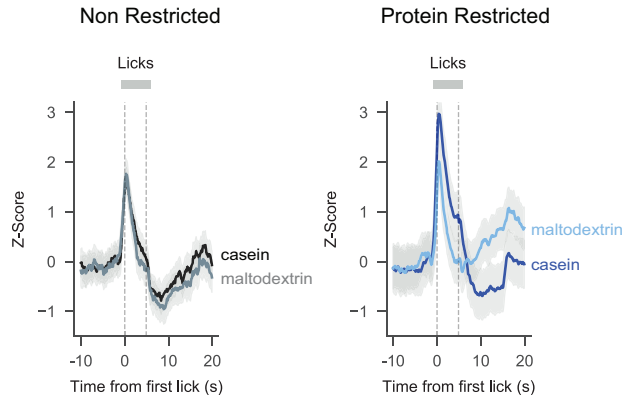 Non Restricted
Licks
Z-Score
3
2
1
0
−1
casein
maltodextrin
-10 0 10 20
Time from first lick (s)
Protein Restricted
Licks
Z-Score
3
2
1
0
−1
maltodextrin
casein
-10 0 10 20
Time from first lick (s)